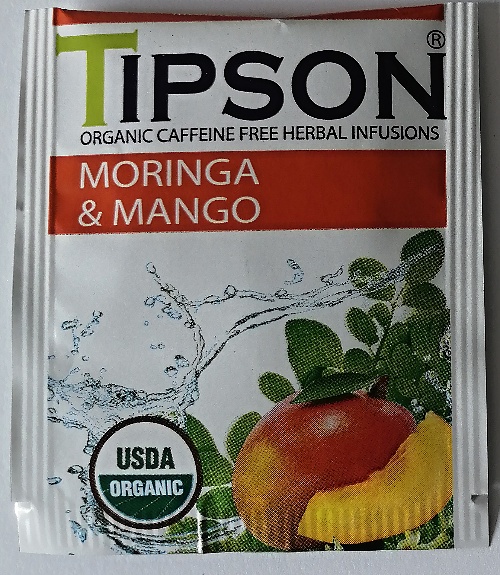 TIPSON®
ORGANIC CAFFEINE FREE HERBAL INFUSIONS
MORINGA
& MANGO
USDA
ORGANIC